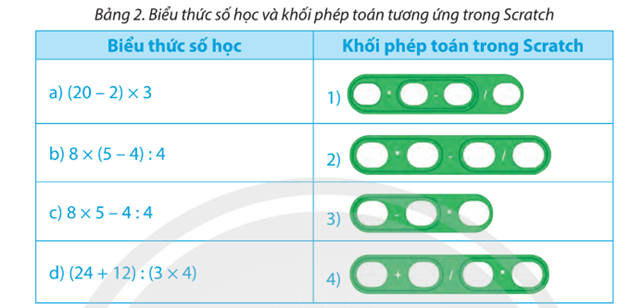 Bảng 2. Biểu thức số học và khối phép toán tương ứng trong Scratch
Biểu thức số học Khối phép toán trong Scratch
a) (20 – 2) × 3 1) * - /
b) 8 × (5 – 4) : 4 2) * - /
c) 8 × 5 – 4 : 4 3) - *
d) (24 + 12) : (3 × 4) 4) + / *